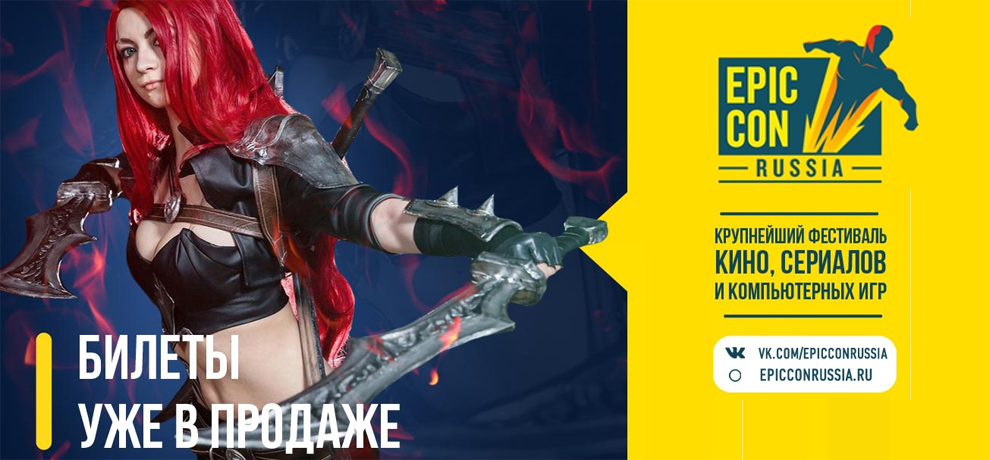 БИЛЕТЫ
УЖЕ В ПРОДАЖЕ
EPIC
CON
RUSSIA
КРУПНЕЙШИЙ ФЕСТИВАЛЬ
КИНО, СЕРИАЛОВ
И КОМПЬЮТЕРНЫХ ИГР
VK.COM/EPICCONRUSSIA
EPICCONRUSSIA.RU